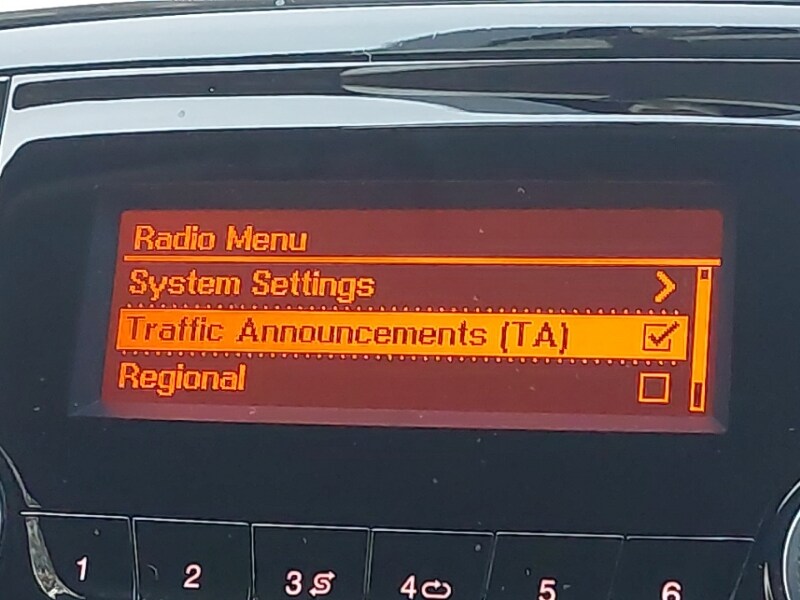 Radio Menu
System Settings
Traffic Announcements (TA)
Regional
1 2 3 4 5 6